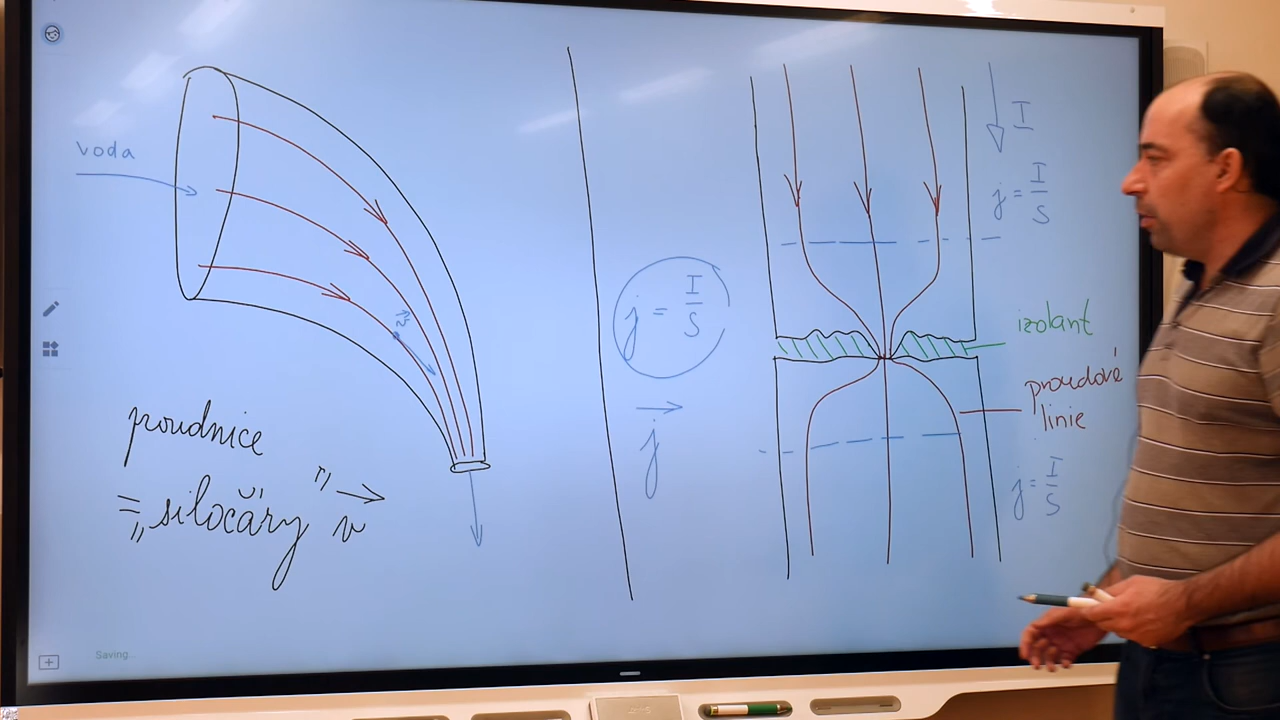 voda
proudnice
= „siločáry" v⃗
v⃗
j = I/S
j⃗
I
j = I/S
izolant
proudové
linie
j = I/S
Saving...